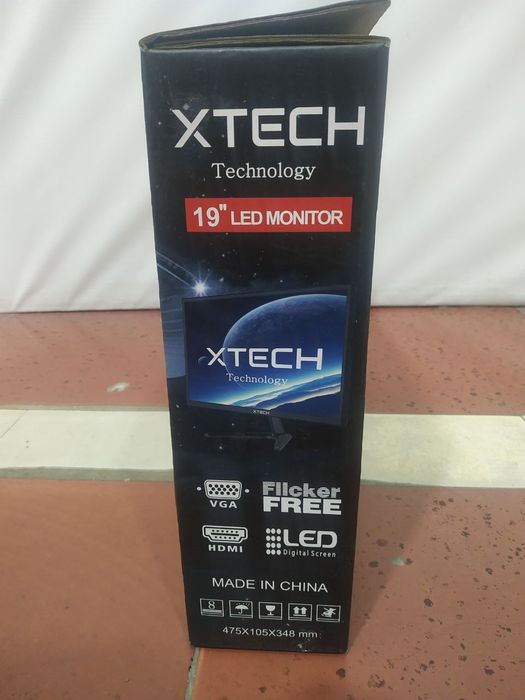 XTECH
Technology
19" LED MONITOR
XTECH
Technology
XTECH
VGA
Flicker
FREE
HDMI
LED
Digital Screen
MADE IN CHINA
8
475X105X348 mm